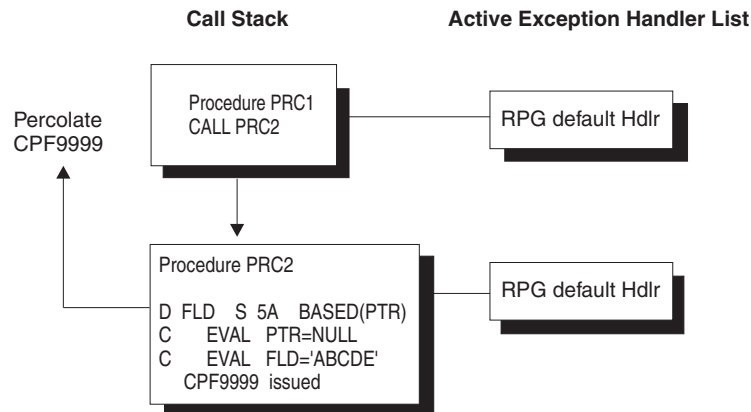 Call Stack
Active Exception Handler List
Procedure PRC1
CALL PRC2
RPG default Hdlr
Percolate
CPF9999
Procedure PRC2
D FLD S 5A BASED(PTR)
C EVAL PTR=NULL
C EVAL FLD='ABCDE'
CPF9999 issued
RPG default Hdlr